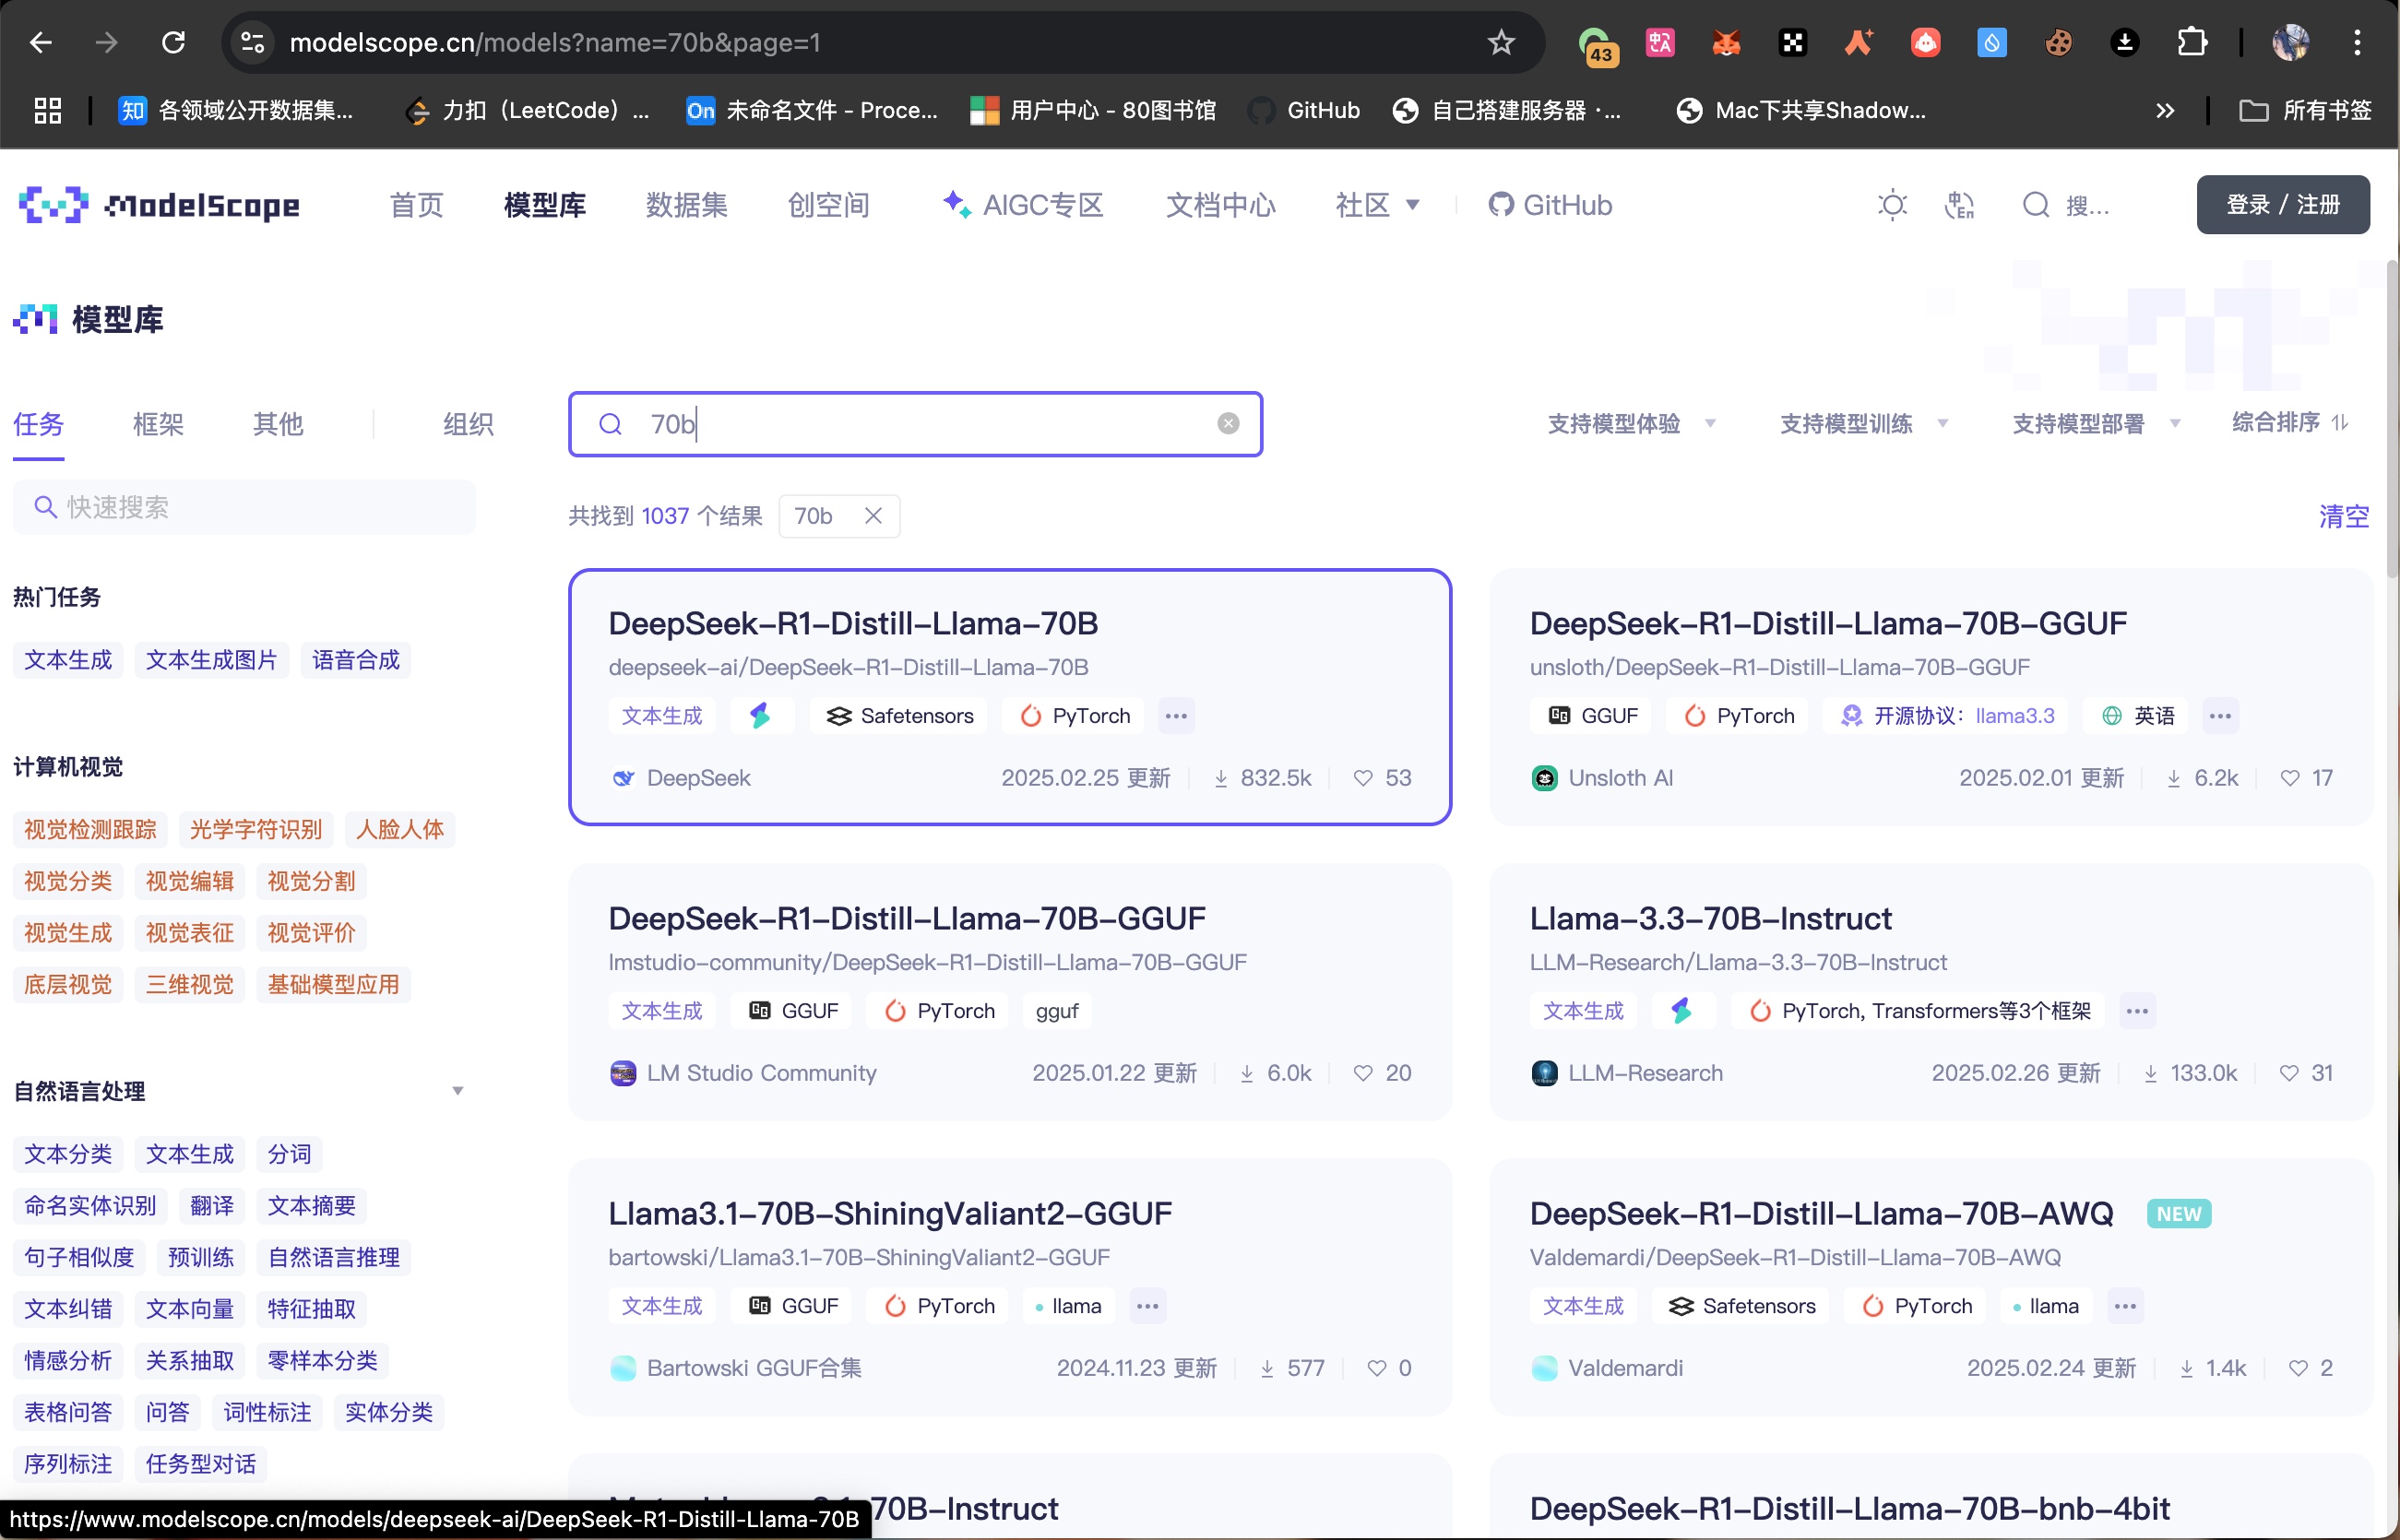 modelscope.cn/models?name=70b&page=1
43
各领域公开数据集...
力扣（LeetCode）...
未命名文件 - Proce...
用户中心 - 80图书馆
GitHub
自己搭建服务器 ·...
Mac下共享Shadow...
所有书签
ModelScope
首页
模型库
数据集
创空间
AIGC专区
文档中心
社区
GitHub
搜...
登录 / 注册
模型库
任务
框架
其他
组织
70b
支持模型体验
支持模型训练
支持模型部署
综合排序
快速搜索
共找到 1037 个结果
70b
清空
热门任务
文本生成 文本生成图片 语音合成
计算机视觉
视觉检测跟踪 光学字符识别 人脸人体
视觉分类 视觉编辑 视觉分割
视觉生成 视觉表征 视觉评价
底层视觉 三维视觉 基础模型应用
自然语言处理
文本分类 文本生成 分词
命名实体识别 翻译 文本摘要
句子相似度 预训练 自然语言推理
文本纠错 文本向量 特征抽取
情感分析 关系抽取 零样本分类
表格问答 问答 词性标注 实体分类
序列标注 任务型对话
DeepSeek-R1-Distill-Llama-70B
deepseek-ai/DeepSeek-R1-Distill-Llama-70B
文本生成 Safetensors PyTorch ...
DeepSeek 2025.02.25 更新 832.5k 53
DeepSeek-R1-Distill-Llama-70B-GGUF
unsloth/DeepSeek-R1-Distill-Llama-70B-GGUF
GGUF PyTorch 开源协议：llama3.3 英语 ...
Unsloth AI 2025.02.01 更新 6.2k 17
DeepSeek-R1-Distill-Llama-70B-GGUF
lmstudio-community/DeepSeek-R1-Distill-Llama-70B-GGUF
文本生成 GGUF PyTorch gguf
LM Studio Community 2025.01.22 更新 6.0k 20
Llama-3.3-70B-Instruct
LLM-Research/Llama-3.3-70B-Instruct
文本生成 PyTorch, Transformers等3个框架 ...
LLM-Research 2025.02.26 更新 133.0k 31
Llama3.1-70B-ShiningValiant2-GGUF
bartowski/Llama3.1-70B-ShiningValiant2-GGUF
文本生成 GGUF PyTorch llama ...
Bartowski GGUF合集 2024.11.23 更新 577 0
DeepSeek-R1-Distill-Llama-70B-AWQ NEW
Valdemardi/DeepSeek-R1-Distill-Llama-70B-AWQ
文本生成 Safetensors PyTorch llama ...
Valdemardi 2025.02.24 更新 1.4k 2
70B-Instruct
DeepSeek-R1-Distill-Llama-70B-bnb-4bit
https://www.modelscope.cn/models/deepseek-ai/DeepSeek-R1-Distill-Llama-70B